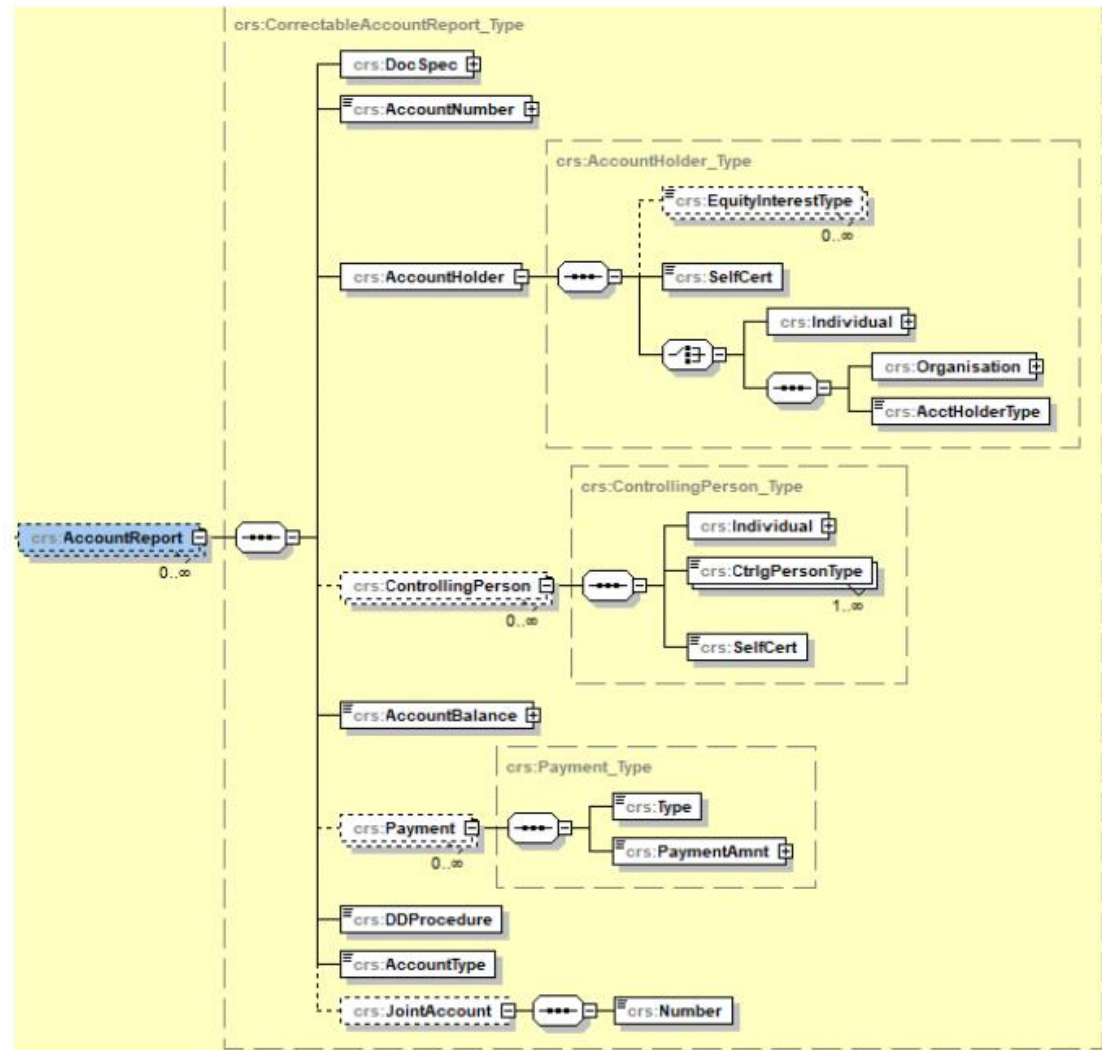 crs:CorrectableAccountReport_Type
crs:DocSpec
crs:AccountNumber
crs:AccountHolder_Type
crs:EquityInterestType
0..∞
crs:AccountHolder
crs:SelfCert
crs:Individual
crs:Organisation
crs:AcctHolderType
crs:ControllingPerson_Type
crs:Individual
crs:AccountReport
0..∞
crs:ControllingPerson
0..∞
crs:CtrlgPersonType
1..∞
crs:SelfCert
crs:AccountBalance
crs:Payment_Type
crs:Type
crs:Payment
0..∞
crs:PaymentAmnt
crs:DDProcedure
crs:AccountType
crs:JointAccount
crs:Number